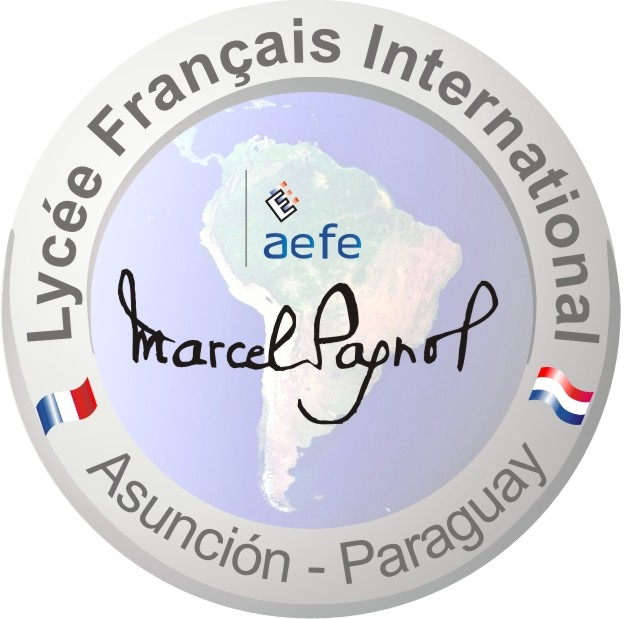 Lycée Français International
aefe
Marcel Pagnol
Asunción - Paraguay